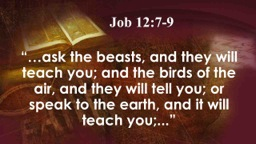 Job 12:7-9
“…ask the beasts, and they will
teach you; and the birds of the
air, and they will tell you; or
speak to the earth, and it will
teach you;...”